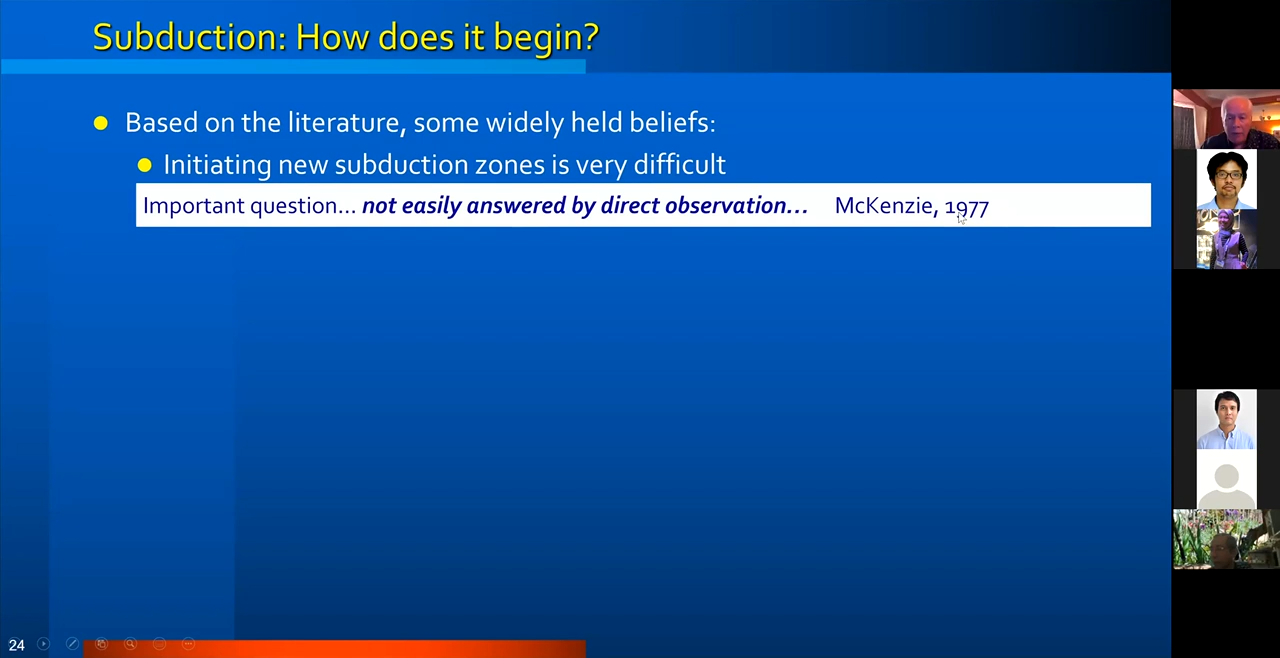 Subduction: How does it begin?
Based on the literature, some widely held beliefs:
Initiating new subduction zones is very difficult
Important question... not easily answered by direct observation... McKenzie, 1977
24